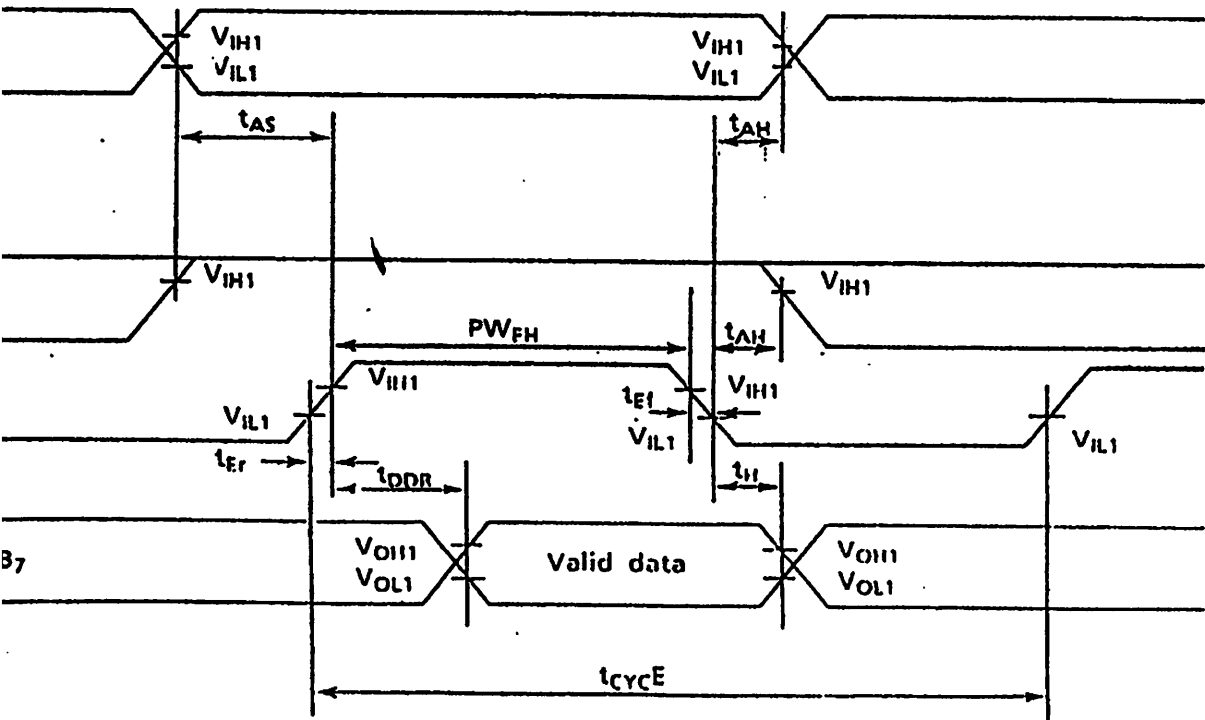 VIH1 VIH1
VIL1 VIL1
tAS tAH
VIH1 VIH1
PWEH tAH
VIH1 tEf VIH1
VIL1 VIL1 VIL1
tEr tDDR tH
B7 VOH1 Valid data VOH1
VOL1 VOL1
tCYCE